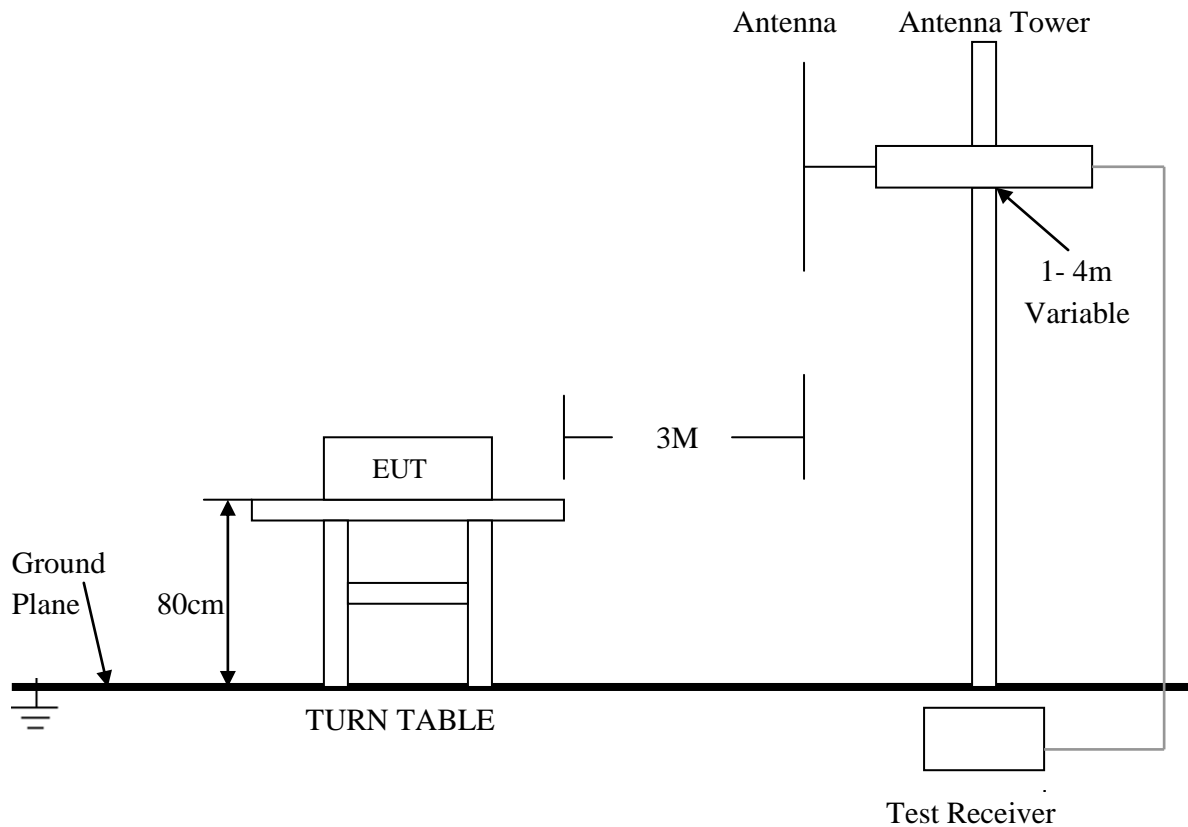 Antenna
Antenna Tower
1- 4m
Variable
3M
EUT
Ground
Plane
80cm
TURN TABLE
Test Receiver